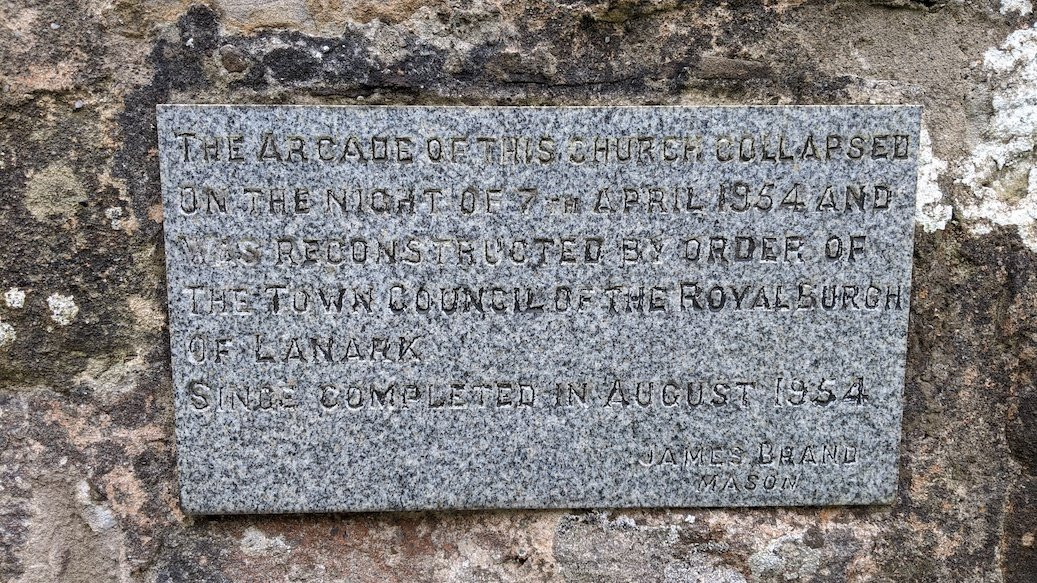 THE ARCADE OF THIS CHURCH COLLAPSED
ON THE NIGHT OF 7TH APRIL 1954 AND
WAS RECONSTRUCTED BY ORDER OF
THE TOWN COUNCIL OF THE ROYAL BURGH
OF LANARK
SINCE COMPLETED IN AUGUST 1954
JAMES BRAND
MASON